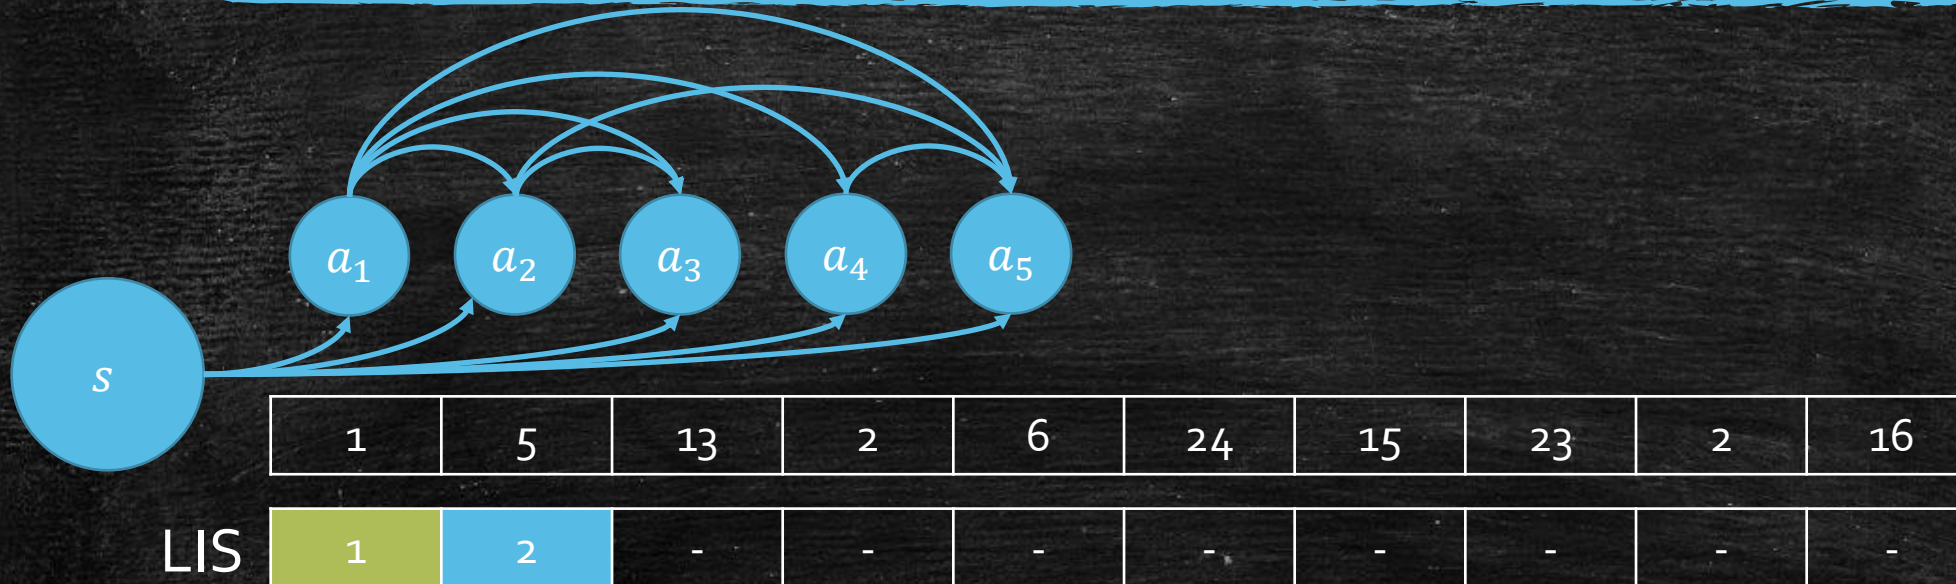 a₁ a₂ a₃ a₄ a₅
s
1 5 13 2 6 24 15 23 2 16
LIS 1 2 - - - - - - - -